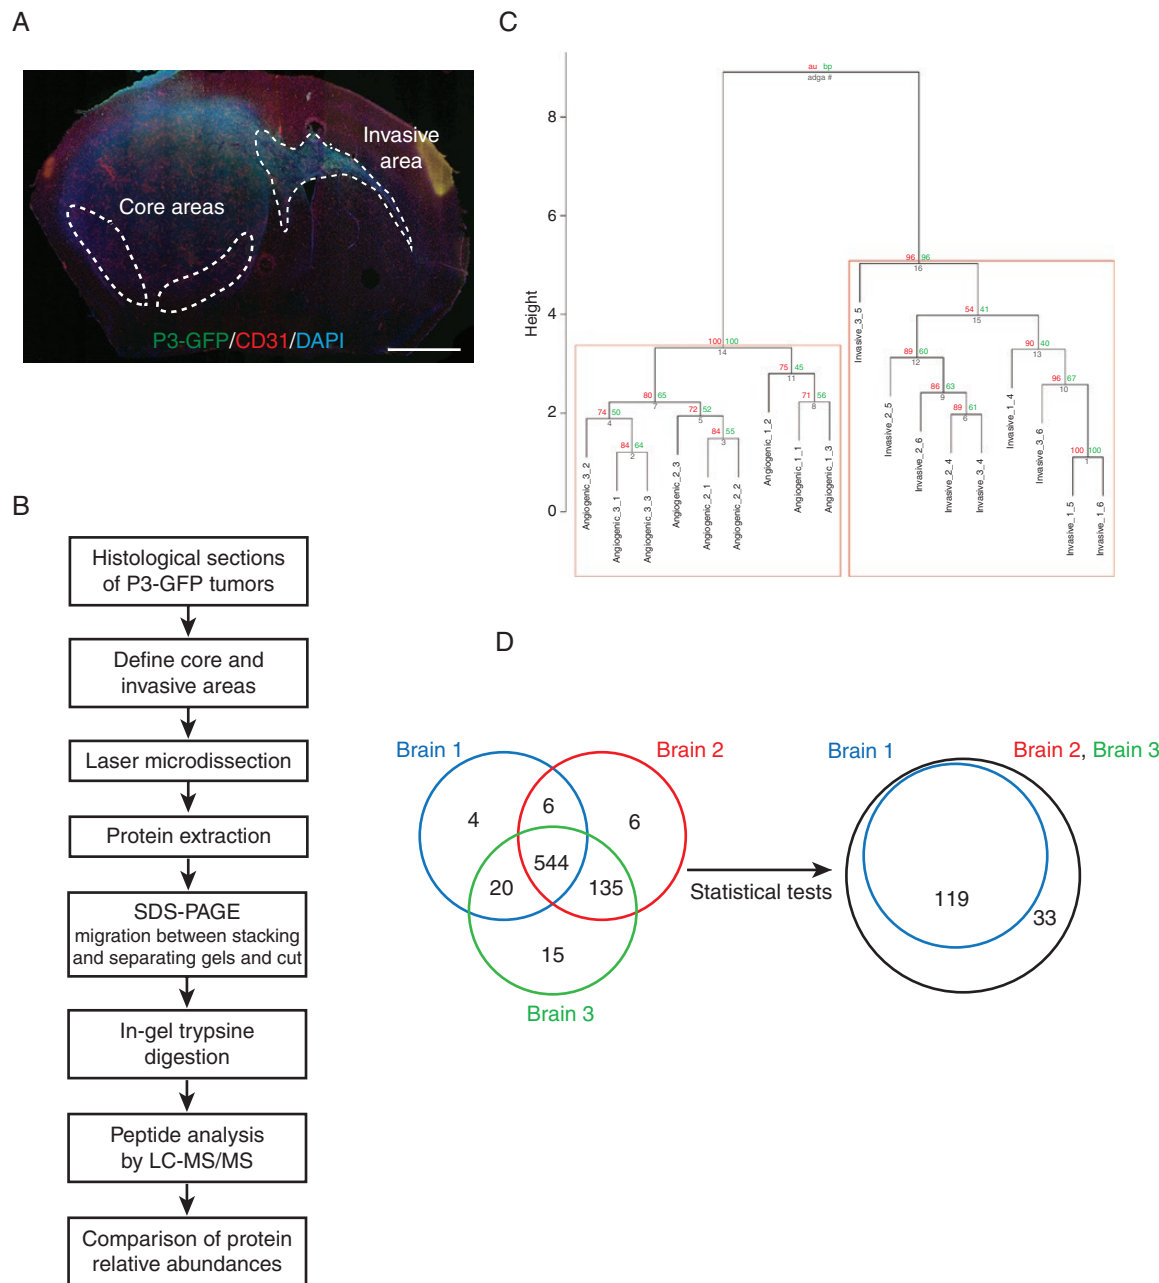 A
Invasive
area
Core areas
P3-GFP/CD31/DAPI
B
Histological sections
of P3-GFP tumors
Define core and
invasive areas
Laser microdissection
Protein extraction
SDS-PAGE
migration between stacking
and separating gels and cut
In-gel trypsine
digestion
Peptide analysis
by LC-MS/MS
Comparison of protein
relative abundances
C
Height
8
6
4
2
0
au bp
adga #
96 96
16
54 41
15
100 100
14
90 40
13
89 60
12
75 45
11
96 67
10
86 63
9
71 56
8
80 65
7
89 61
6
72 52
5
74 50
4
84 55
3
84 64
2
100 100
1
Angiogenic_3_2
Angiogenic_3_1
Angiogenic_3_3
Angiogenic_2_3
Angiogenic_2_1
Angiogenic_2_2
Angiogenic_1_2
Angiogenic_1_1
Angiogenic_1_3
Invasive_3_5
Invasive_2_5
Invasive_2_6
Invasive_2_4
Invasive_3_4
Invasive_1_4
Invasive_3_6
Invasive_1_5
Invasive_1_6
D
Brain 1
Brain 2
4
6
6
544
20
135
15
Brain 3
Statistical tests
Brain 1
Brain 2, Brain 3
119
33